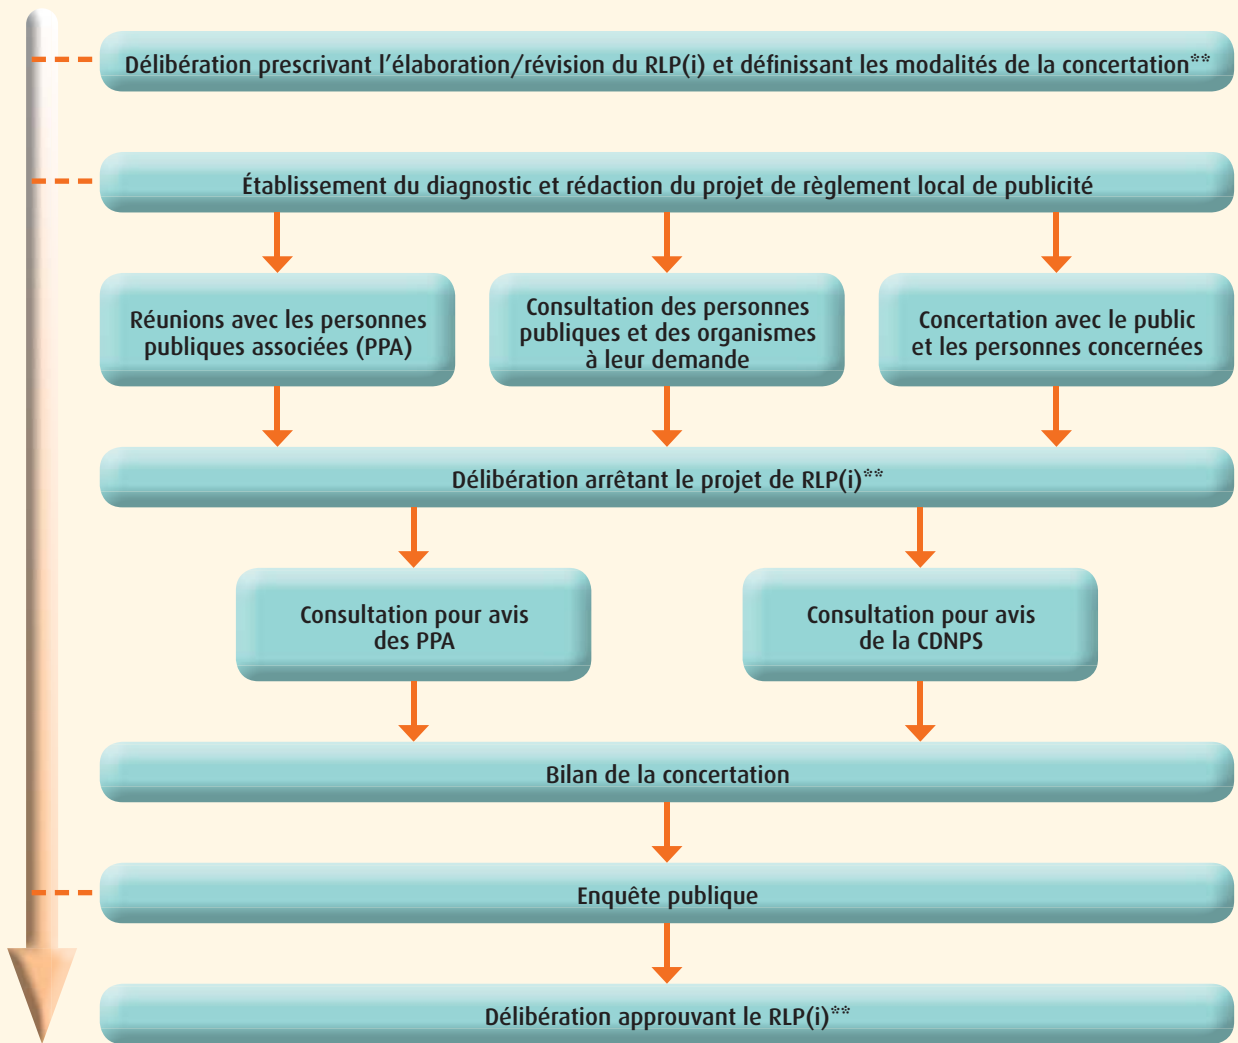 Délibération prescrivant l’élaboration/révision du RLP(i) et définissant les modalités de la concertation**
Établissement du diagnostic et rédaction du projet de règlement local de publicité
Réunions avec les personnes
publiques associées (PPA)
Consultation des personnes
publiques et des organismes
à leur demande
Concertation avec le public
et les personnes concernées
Délibération arrêtant le projet de RLP(i)**
Consultation pour avis
des PPA
Consultation pour avis
de la CDNPS
Bilan de la concertation
Enquête publique
Délibération approuvant le RLP(i)**